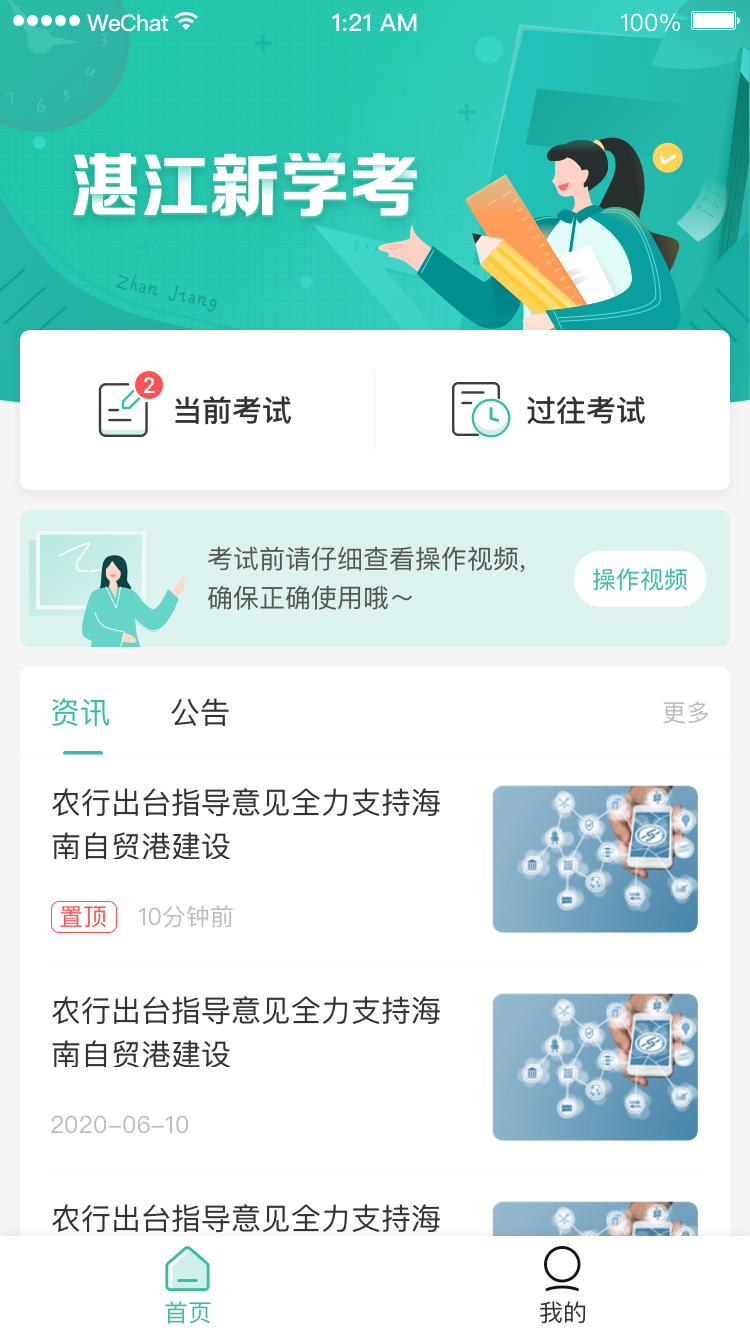 WeChat 1:21 AM 100%
湛江新学考
Zhan Jiang
2
当前考试
过往考试
考试前请仔细查看操作视频,
确保正确使用哦～
操作视频
资讯 公告 更多
农行出台指导意见全力支持海
南自贸港建设
置顶 10分钟前
农行出台指导意见全力支持海
南自贸港建设
2020-06-10
农行出台指导意见全力支持海
首页 我的